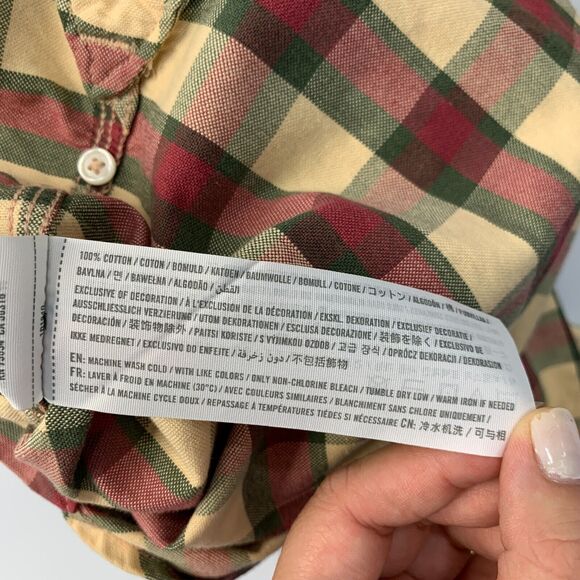 100% COTTON / COTON / BOMULD / KATOEN / BAUMWOLLE / BOMULL / COTONE / コットン / ALGODÓN / 棉 /
BAVLNA / 면 / BAWEŁNA / ALGODÃO / القطن
EXCLUSIVE OF DECORATION / À L'EXCLUSION DE LA DÉCORATION / EKSKL. DEKORATION / EXCLUSIEF DECORATIE /
AUSSCHLIESSLICH VERZIERUNG / UTOM DEKORATIONEN / ESCLUSA DECORAZIONE / 装飾を除く / EXCLUSIVO DE
DECORACIÓN / 装饰物除外 / PAITSI KORISTE / S VÝJIMKOU OZDOB / 고급 장식 / OPRÓCZ DEKORACJI / DEKORASION
IKKE MEDREGNET / EXCLUSIVO DO ENFEITE / دون زخرفة / 不包括飾物
EN: MACHINE WASH COLD / WITH LIKE COLORS / ONLY NON-CHLORINE BLEACH / TUMBLE DRY LOW / WARM IRON IF NEEDED
FR: LAVER À FROID EN MACHINE (30°C) / AVEC COULEURS SIMILAIRES / BLANCHIMENT SANS CHLORE UNIQUEMENT /
SÉCHER À LA MACHINE CYCLE DOUX / REPASSAGE À TEMPÉRATURES TIÈDES SI NÉCESSAIRE CN: 冷水机洗 / 可与相